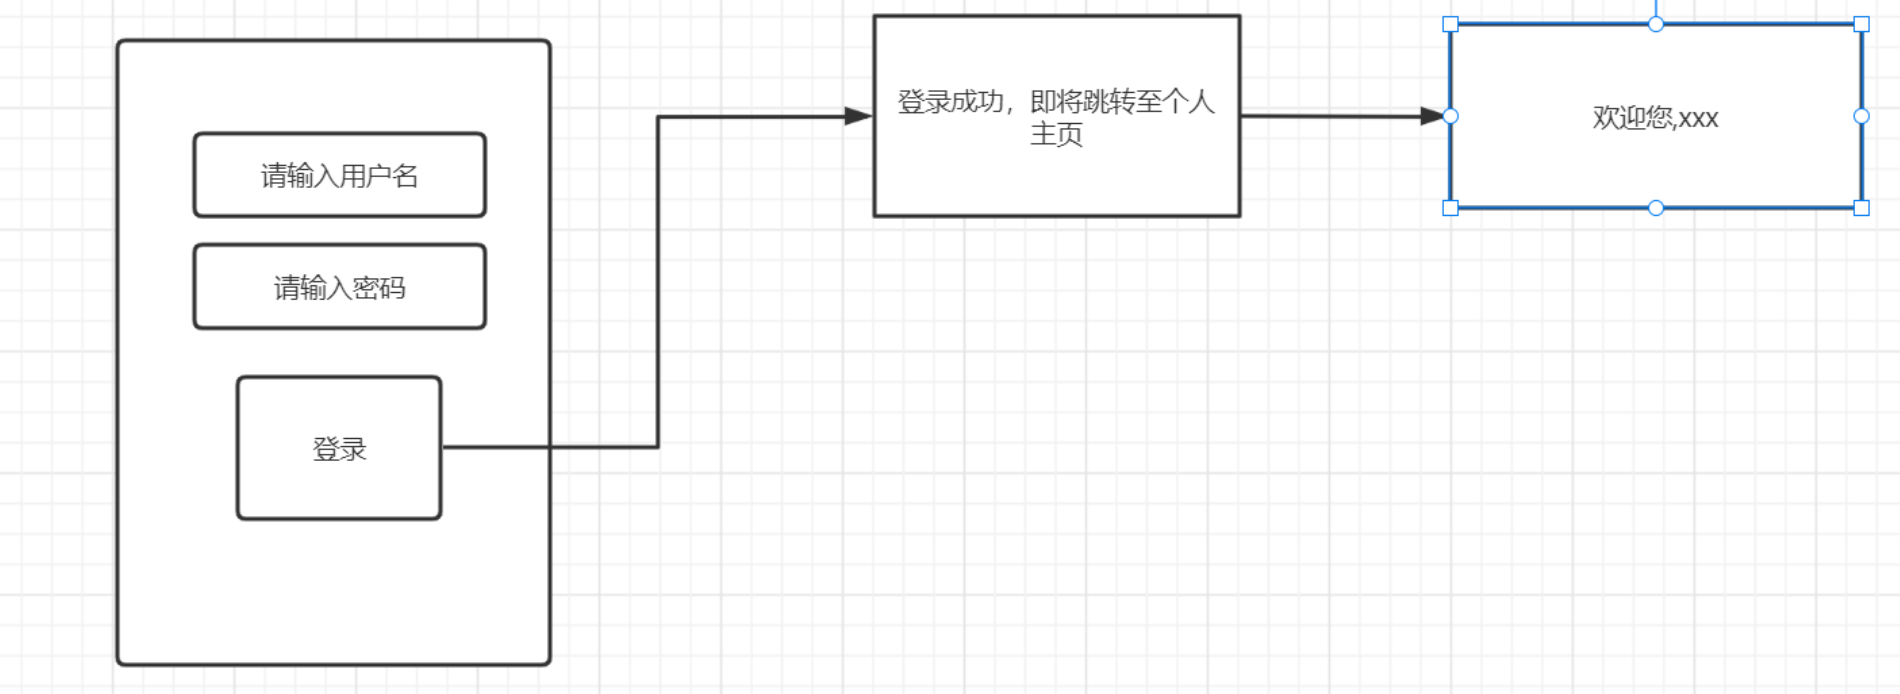 请输入用户名
请输入密码
登录
登录成功，即将跳转至个人
主页
欢迎您,xxx